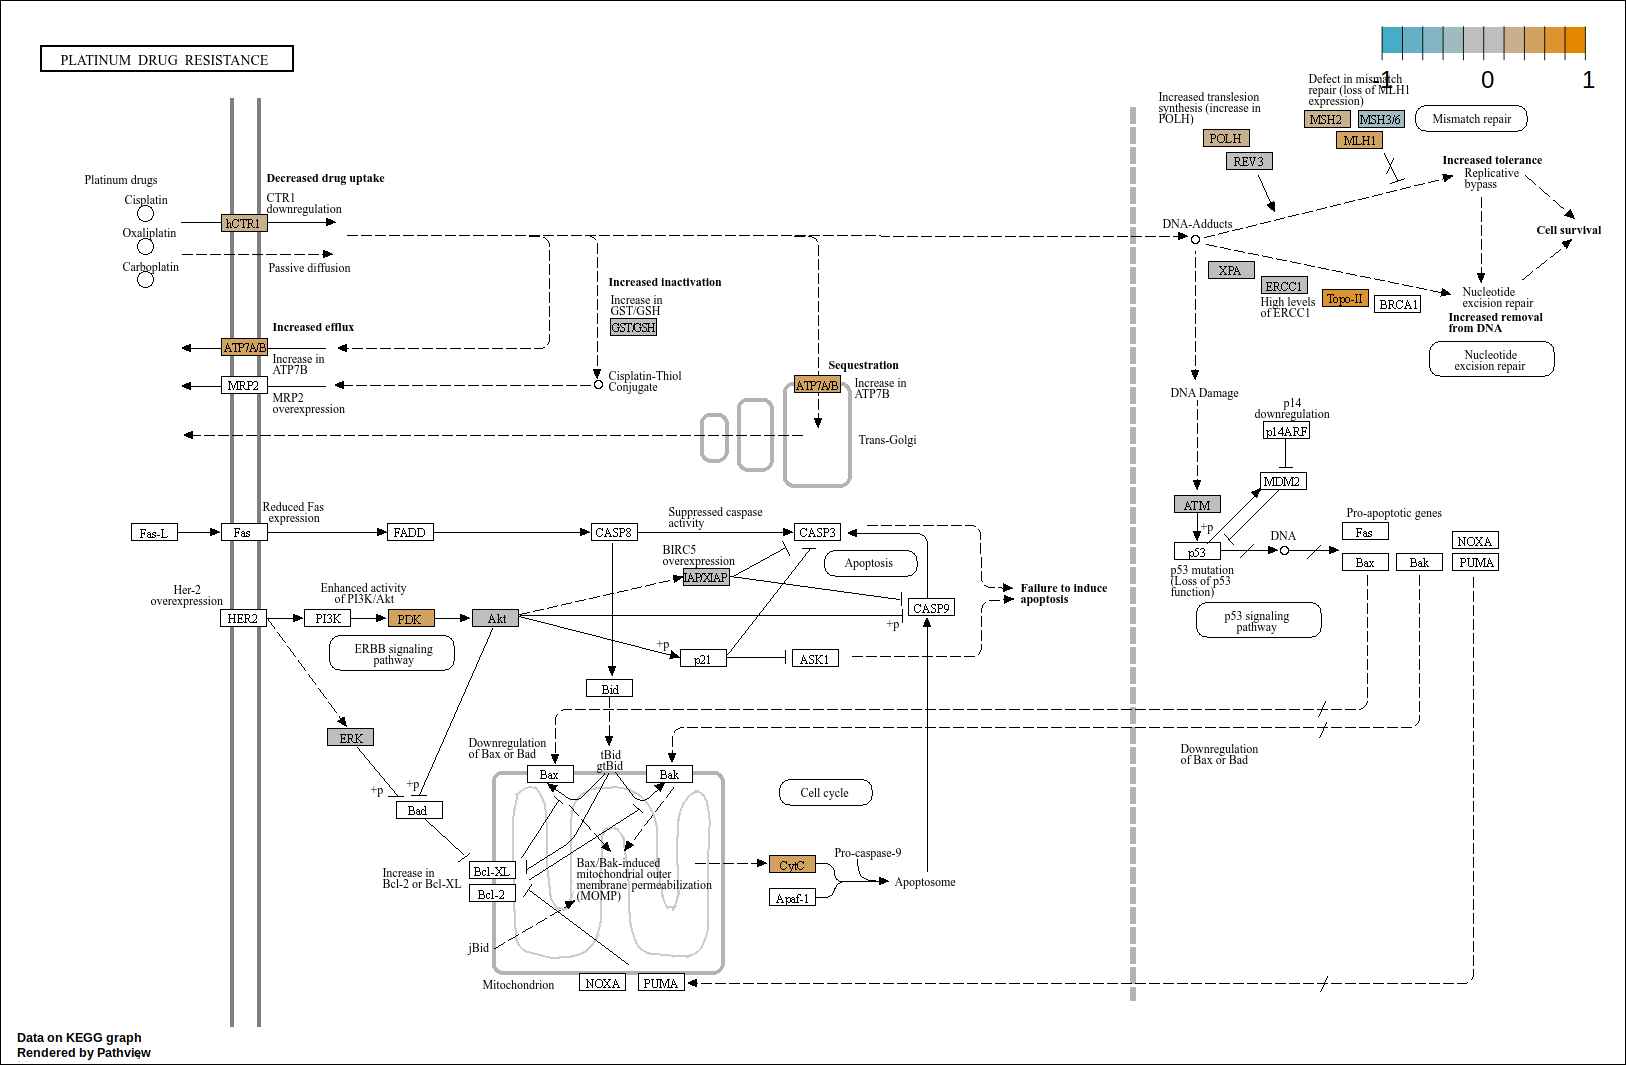 PLATINUM DRUG RESISTANCE
-1
0
1
Defect in mismatch
repair (loss of MLH1
expression)
Increased translesion
synthesis (increase in
POLH)
MSH2
MSH3/6
Mismatch repair
MLH1
POLH
REV3
Increased tolerance
Replicative
bypass
Platinum drugs
Cisplatin
Oxaliplatin
Carboplatin
Decreased drug uptake
CTR1
downregulation
hCTR1
Passive diffusion
DNA-Adducts
Cell survival
XPA
ERCC1
High levels
of ERCC1
Topo-II
BRCA1
Nucleotide
excision repair
Increased removal
from DNA
Nucleotide
excision repair
Increased inactivation
Increase in
GST/GSH
GST/GSH
Increased efflux
ATP7A/B
Increase in
ATP7B
MRP2
MRP2
overexpression
Cisplatin-Thiol
Conjugate
Sequestration
ATP7A/B
Increase in
ATP7B
Trans-Golgi
DNA Damage
p14
downregulation
p14ARF
MDM2
ATM
+p
p53
p53 mutation
(Loss of p53
function)
DNA
Pro-apoptotic genes
Fas
Bax
Bak
NOXA
PUMA
p53 signaling
pathway
Reduced Fas
expression
Fas-L
Fas
FADD
CASP8
Suppressed caspase
activity
CASP3
BIRC5
overexpression
IAP/XIAP
Apoptosis
Failure to induce
apoptosis
Her-2
overexpression
Enhanced activity
of PI3K/Akt
HER2
PI3K
PDK
Akt
CASP9
+p
ERBB signaling
pathway
+p
p21
ASK1
Bid
ERK
+p
+p
Bad
Downregulation
of Bax or Bad
tBid
gtBid
Bax
Bak
Downregulation
of Bax or Bad
Cell cycle
Increase in
Bcl-2 or Bcl-XL
Bcl-XL
Bcl-2
Bax/Bak-induced
mitochondrial outer
membrane permeabilization
(MOMP)
CytC
Pro-caspase-9
Apoptosome
Apaf-1
jBid
Mitochondrion
NOXA
PUMA
Data on KEGG graph
Rendered by Pathview